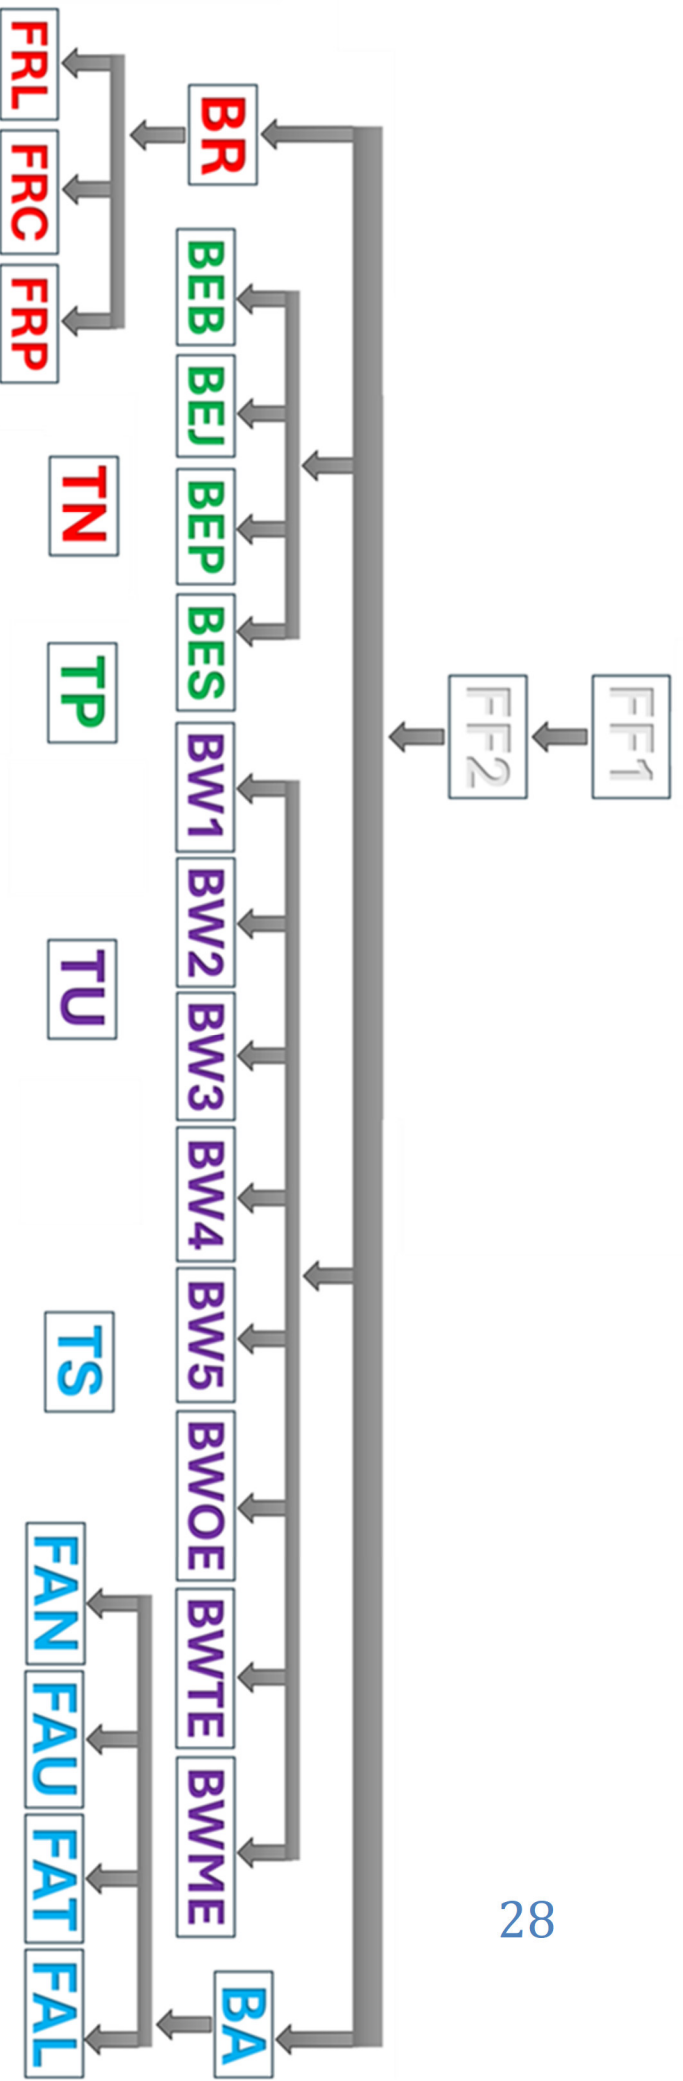 FF1
FF2
BR
BEB BEJ BEP BES BW1 BW2 BW3 BW4 BW5 BWOE BWTE BWME
BA
FRL FRC FRP
TN
TP
TU
TS
FAN FAU FAT FAL
28